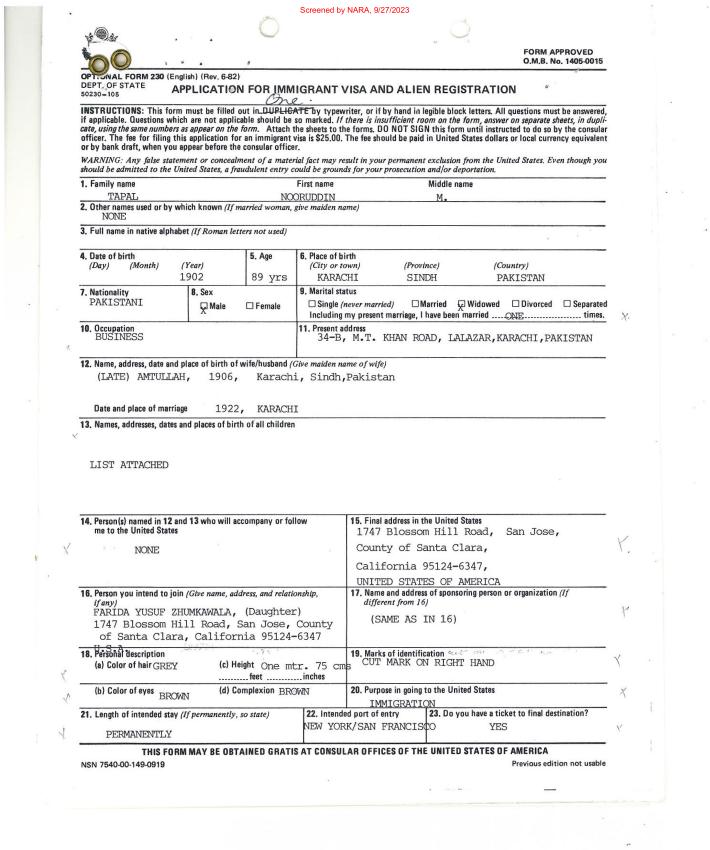 Screened by NARA, 9/27/2023
FORM APPROVED
O.M.B. No. 1405-0015
OPTIONAL FORM 230 (English) (Rev, 6-82)
DEPT. OF STATE
50230-105
APPLICATION FOR IMMIGRANT VISA AND ALIEN REGISTRATION
One
INSTRUCTIONS: This form must be filled out in DUPLICATE by typewriter, or if by hand in legible block letters. All questions must be answered,
if applicable. Questions which are not applicable should be so marked. If there is insufficient room on the form, answer on separate sheets, in dupli-
cate, using the same numbers as appear on the form. Attach the sheets to the forms. DO NOT SIGN this form until instructed to do so by the consular
officer. The fee for filing this application for an immigrant visa is $25.00. The fee should be paid in United States dollars or local currency equivalent
or by bank draft, when you appear before the consular officer.
WARNING: Any false statement or concealment of a material fact may result in your permanent exclusion from the United States. Even though you
should be admitted to the United States, a fraudulent entry could be grounds for your prosecution and/or deportation.
1. Family name First name Middle name
TAPAL NOORUDDIN M.
2. Other names used or by which known (If married woman, give maiden name)
NONE
3. Full name in native alphabet (If Roman letters not used)
4. Date of birth 5. Age 6. Place of birth
(Day) (Month) (Year) (City or town) (Province) (Country)
1902 89 yrs KARACHI SINDH PAKISTAN
7. Nationality 8. Sex 9. Marital status
PAKISTANI X Male Female Single (never married) Married X Widowed Divorced Separated
Including my present marriage, I have been married ONE times.
10. Occupation 11. Present address
BUSINESS 34-B, M.T. KHAN ROAD, LALAZAR,KARACHI,PAKISTAN
12. Name, address, date and place of birth of wife/husband (Give maiden name of wife)
(LATE) AMTULLAH, 1906, Karachi, Sindh,Pakistan
Date and place of marriage 1922, KARACHI
13. Names, addresses, dates and places of birth of all children
LIST ATTACHED
14. Person(s) named in 12 and 13 who will accompany or follow
me to the United States
NONE
15. Final address in the United States
1747 Blossom Hill Road, San Jose,
County of Santa Clara,
California 95124-6347,
UNITED STATES OF AMERICA
16. Person you intend to join (Give name, address, and relationship,
if any)
FARIDA YUSUF ZHUMKAWALA, (Daughter)
1747 Blossom Hill Road, San Jose, County
of Santa Clara, California 95124-6347
U.S.A.
17. Name and address of sponsoring person or organization (If
different from 16)
(SAME AS IN 16)
18. Personal description
(a) Color of hair GREY (c) Height One mtr. 75 cms
feet inches
(b) Color of eyes BROWN (d) Complexion BROWN
19. Marks of identification
CUT MARK ON RIGHT HAND
20. Purpose in going to the United States
IMMIGRATION
21. Length of intended stay (If permanently, so state)
PERMANENTLY
22. Intended port of entry
NEW YORK/SAN FRANCISCO
23. Do you have a ticket to final destination?
YES
THIS FORM MAY BE OBTAINED GRATIS AT CONSULAR OFFICES OF THE UNITED STATES OF AMERICA
NSN 7540-00-149-0919 Previous edition not usable